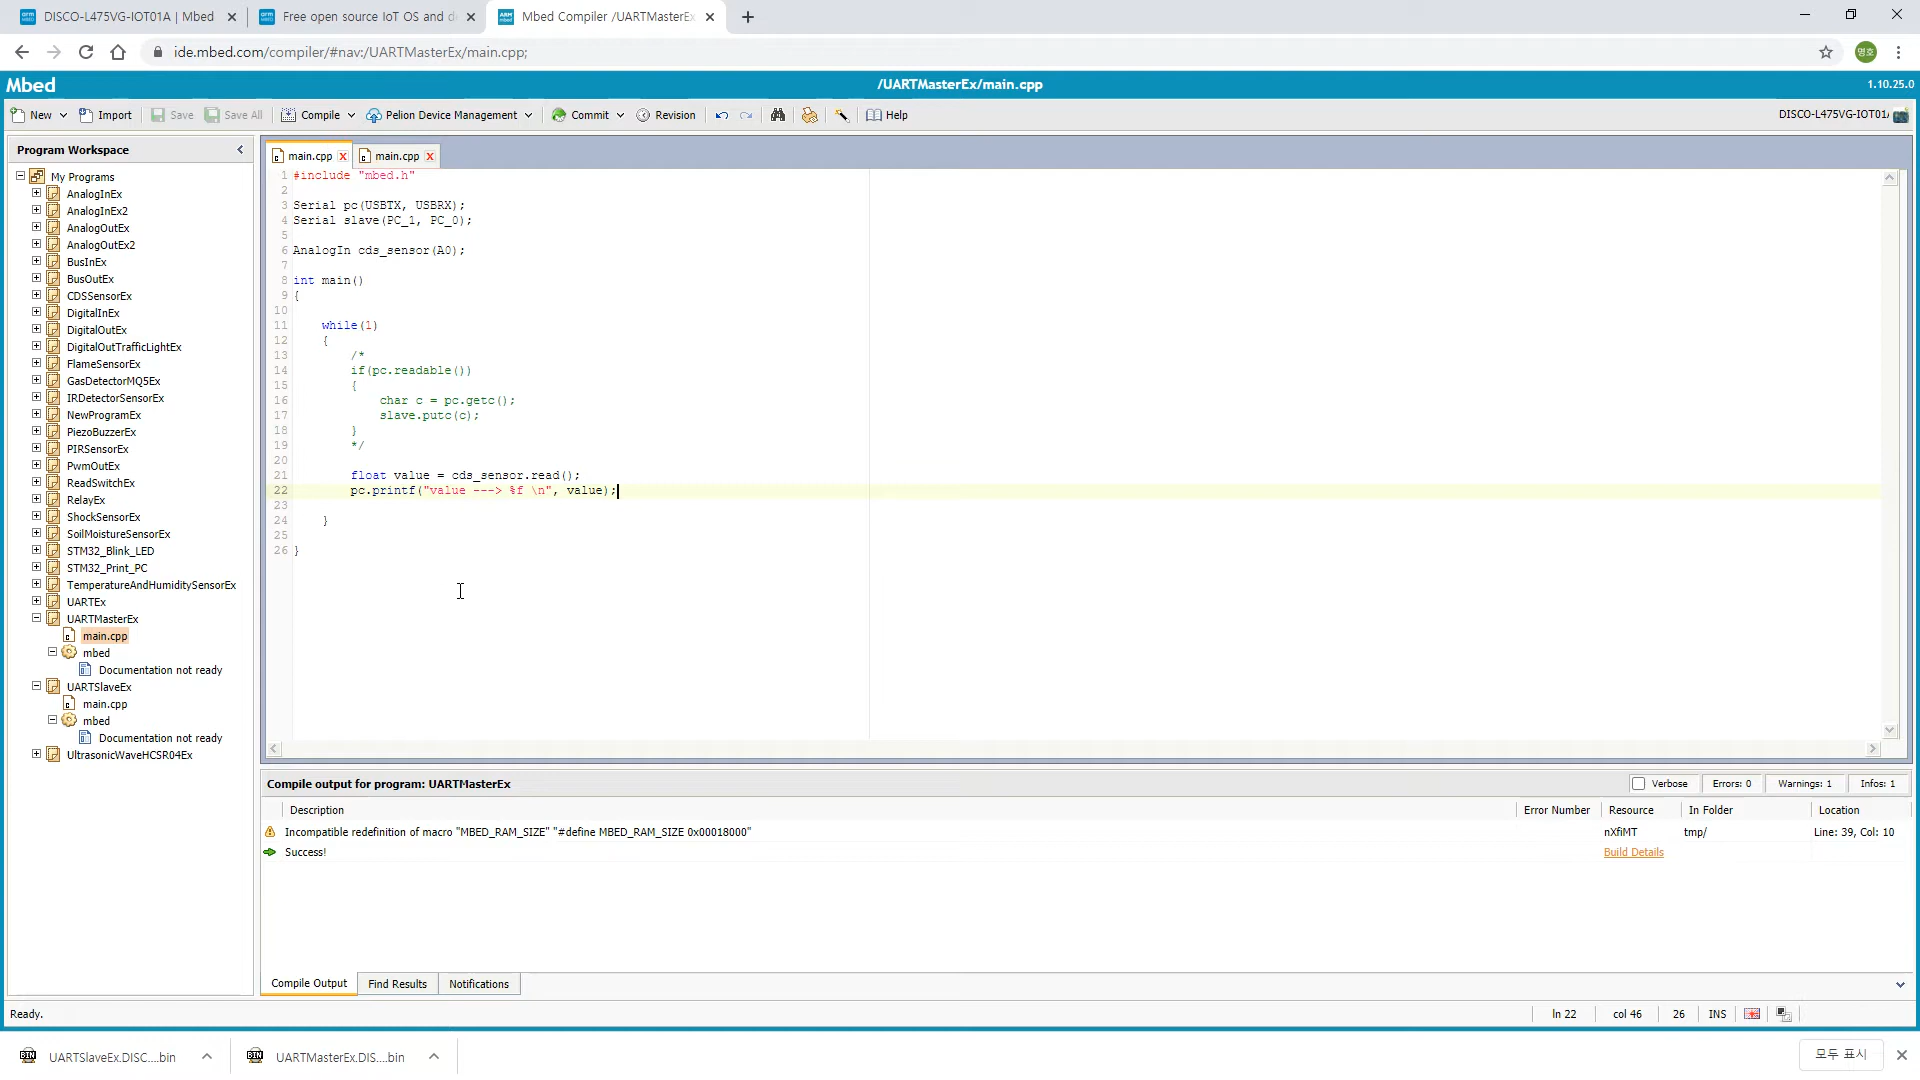 DISCO-L475VG-IOT01A | Mbed
Free open source IoT OS and d
Mbed Compiler /UARTMasterEx
ide.mbed.com/compiler/#nav:/UARTMasterEx/main.cpp;
명호
Mbed
/UARTMasterEx/main.cpp
1.10.25.0
New
Import
Save
Save All
Compile
Pelion Device Management
Commit
Revision
Help
DISCO-L475VG-IOT01
Program Workspace
main.cpp
main.cpp
My Programs
AnalogInEx
AnalogInEx2
AnalogOutEx
AnalogOutEx2
BusInEx
BusOutEx
CDSSensorEx
DigitalInEx
DigitalOutEx
DigitalOutTrafficLightEx
FlameSensorEx
GasDetectorMQ5Ex
IRDetectorSensorEx
NewProgramEx
PiezoBuzzerEx
PIRSensorEx
PwmOutEx
ReadSwitchEx
RelayEx
ShockSensorEx
SoilMoistureSensorEx
STM32_Blink_LED
STM32_Print_PC
TemperatureAndHumiditySensorEx
UARTEx
UARTMasterEx
main.cpp
mbed
Documentation not ready
UARTSlaveEx
main.cpp
mbed
Documentation not ready
UltrasonicWaveHCSR04Ex
1 #include "mbed.h"
2
3 Serial pc(USBTX, USBRX);
4 Serial slave(PC_1, PC_0);
5
6 AnalogIn cds_sensor(A0);
7
8 int main()
9 {
10
11 while(1)
12 {
13 /*
14 if(pc.readable())
15 {
16 char c = pc.getc();
17 slave.putc(c);
18 }
19 */
20
21 float value = cds_sensor.read();
22 pc.printf("value ---> %f \n", value);
23
24 }
25
26 }
Compile output for program: UARTMasterEx
Verbose
Errors: 0
Warnings: 1
Infos: 1
Description
Error Number
Resource
In Folder
Location
Incompatible redefinition of macro "MBED_RAM_SIZE" "#define MBED_RAM_SIZE 0x00018000"
nXfiMT
tmp/
Line: 39, Col: 10
Success!
Build Details
Compile Output
Find Results
Notifications
Ready.
ln 22
col 46
26
INS
BIN
UARTSlaveEx.DISC....bin
BIN
UARTMasterEx.DIS....bin
모두 표시